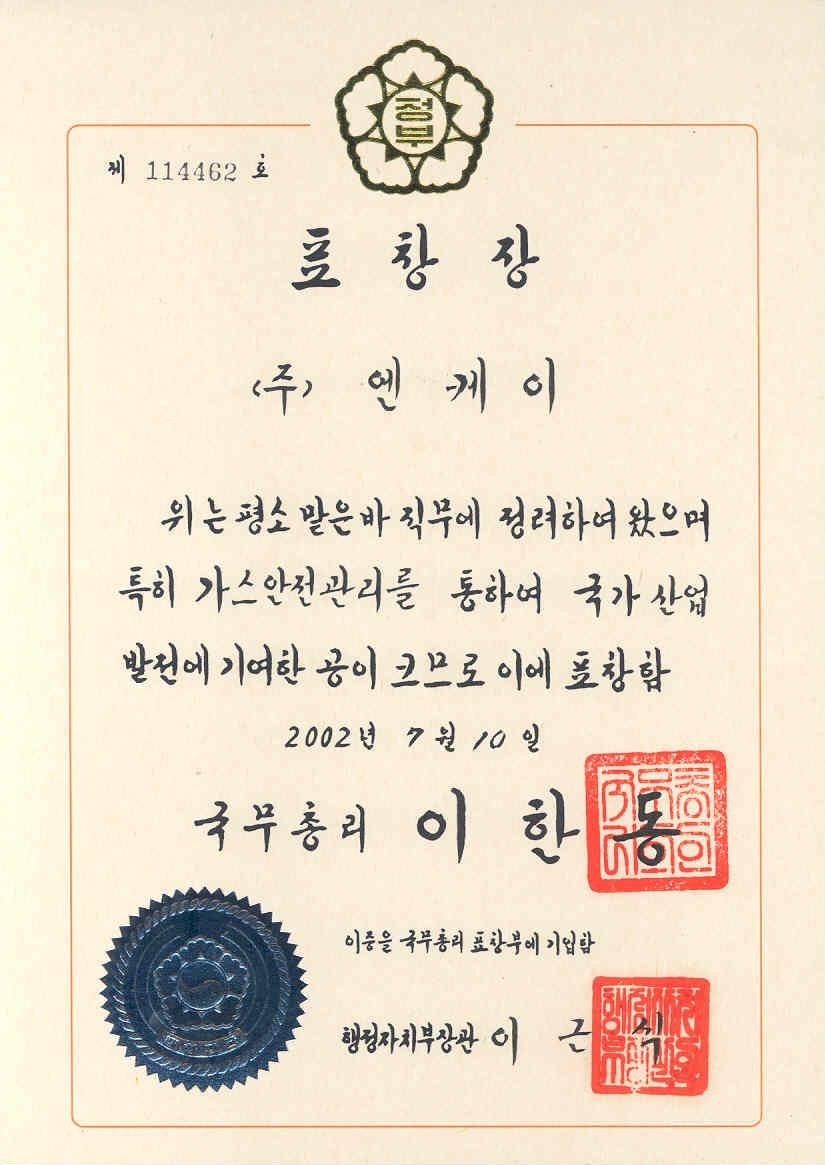 정부
제 114462 호
표 창 장
(주) 엔 케 이
위는 평소 맡은바 직무에 정려하여 왔으며
특히 가스안전관리를 통하여 국가 산업
발전에 기여한 공이 크므로 이에 표창함
2002년 7월 10일
국무총리 이 한 동
이증을 국무총리 표창부에 기입함
행정자치부장관 이 근 식